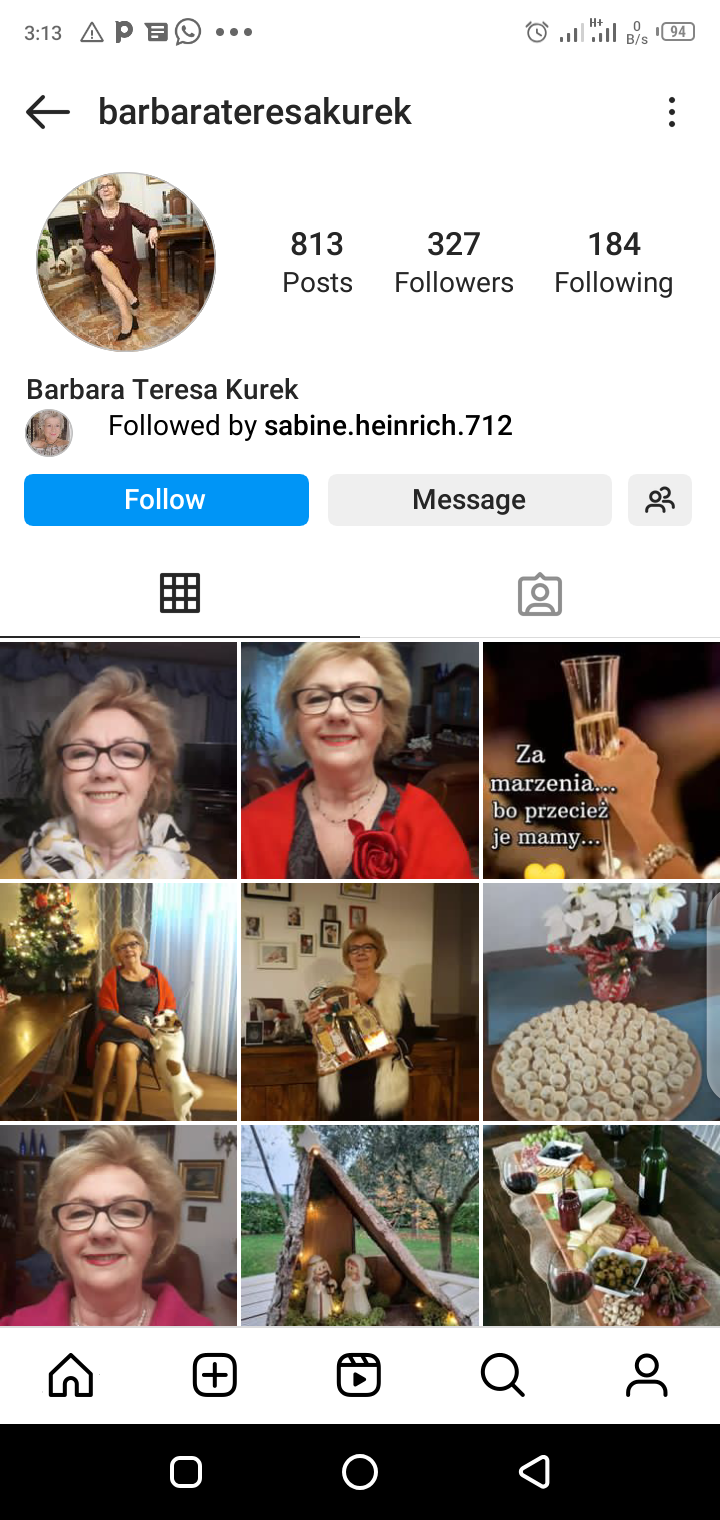 3:13
H+
0
B/s
94
barbarateresakurek
813
327
184
Posts
Followers
Following
Barbara Teresa Kurek
Followed by sabine.heinrich.712
Follow
Message
Za
marzenia...
bo przecież
je mamy...